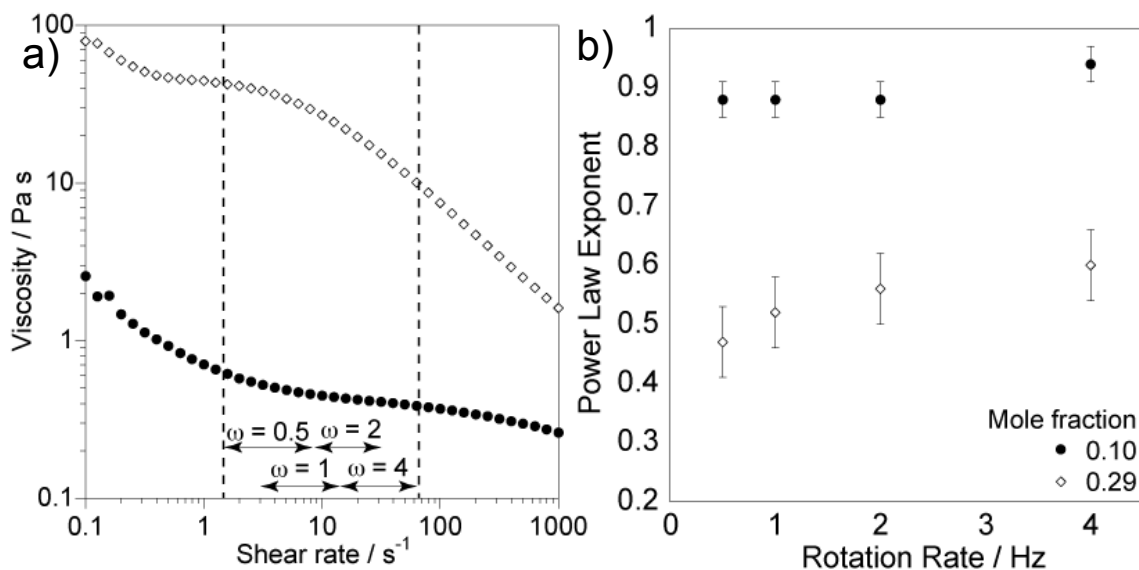 a)
100
10
1
0.1
Viscosity / Pa s
ω = 0.5 ω = 2
ω = 1 ω = 4
0.1 1 10 100 1000
Shear rate / s⁻¹
b)
1
0.9
0.8
0.7
0.6
0.5
0.4
0.3
0.2
Power Law Exponent
Mole fraction
0.10
0.29
0 1 2 3 4
Rotation Rate / Hz